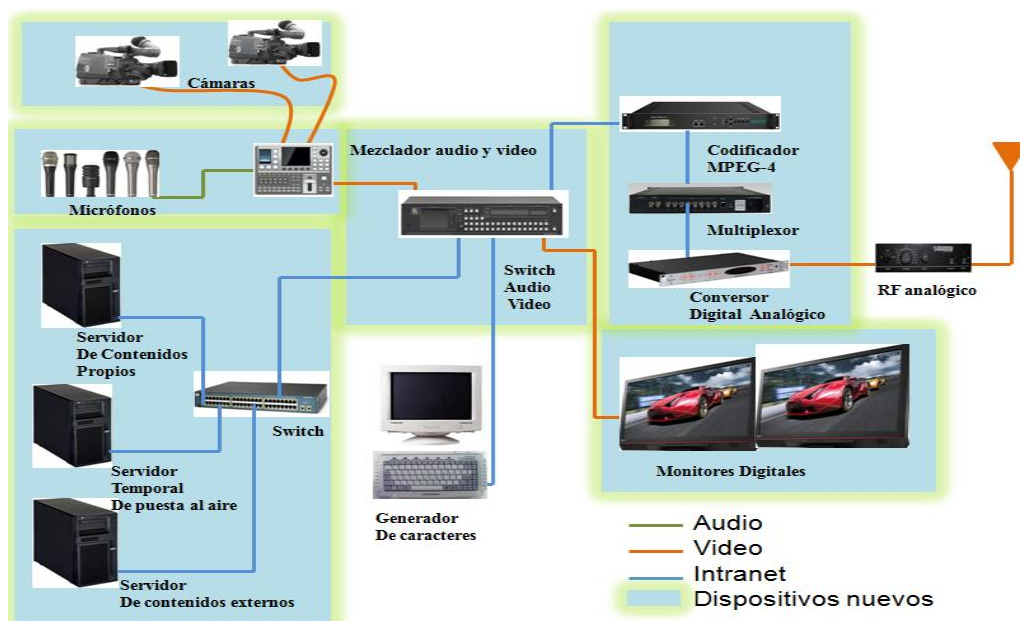 Cámaras
Mezclador audio y video
Micrófonos
Codificador
MPEG-4
Multiplexor
Conversor
Digital Analógico
RF analógico
Switch
Audio
Video
Servidor
De Contenidos
Propios
Switch
Servidor
Temporal
De puesta al aire
Servidor
De contenidos externos
Generador
De caracteres
Monitores Digitales
Audio
Video
Intranet
Dispositivos nuevos